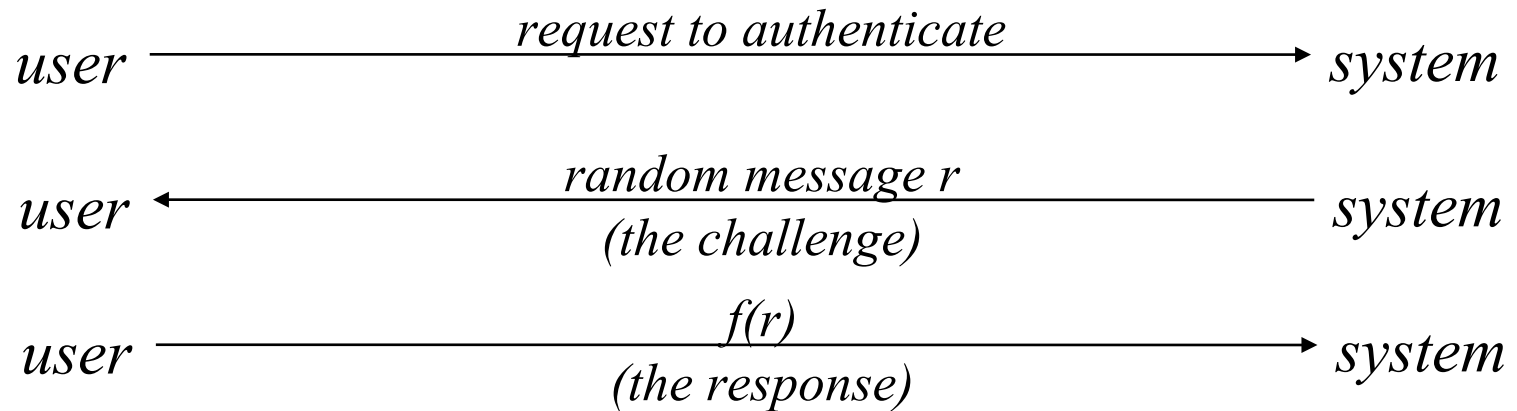 request to authenticate
user system
random message r
user system
(the challenge)
f(r)
user system
(the response)